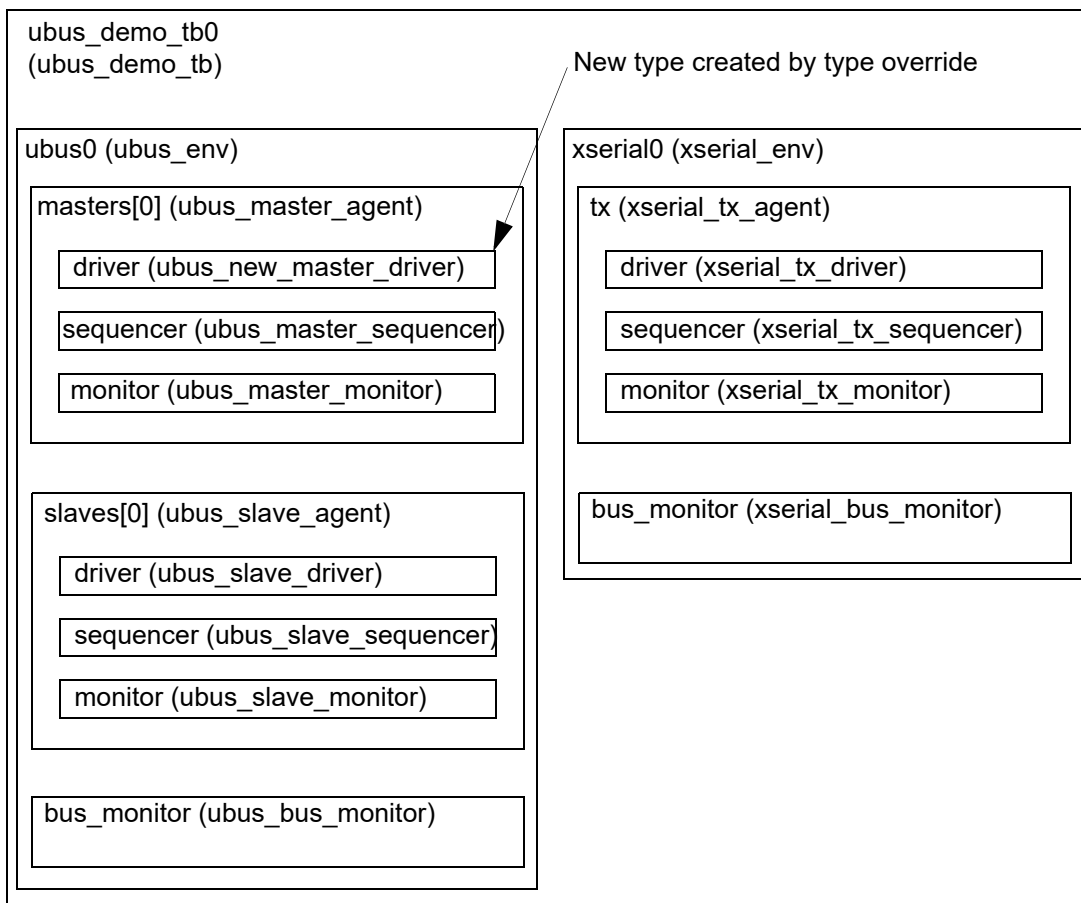 ubus_demo_tb0
(ubus_demo_tb)
New type created by type override
ubus0 (ubus_env)
masters[0] (ubus_master_agent)
driver (ubus_new_master_driver)
sequencer (ubus_master_sequencer)
monitor (ubus_master_monitor)
slaves[0] (ubus_slave_agent)
driver (ubus_slave_driver)
sequencer (ubus_slave_sequencer)
monitor (ubus_slave_monitor)
bus_monitor (ubus_bus_monitor)
xserial0 (xserial_env)
tx (xserial_tx_agent)
driver (xserial_tx_driver)
sequencer (xserial_tx_sequencer)
monitor (xserial_tx_monitor)
bus_monitor (xserial_bus_monitor)